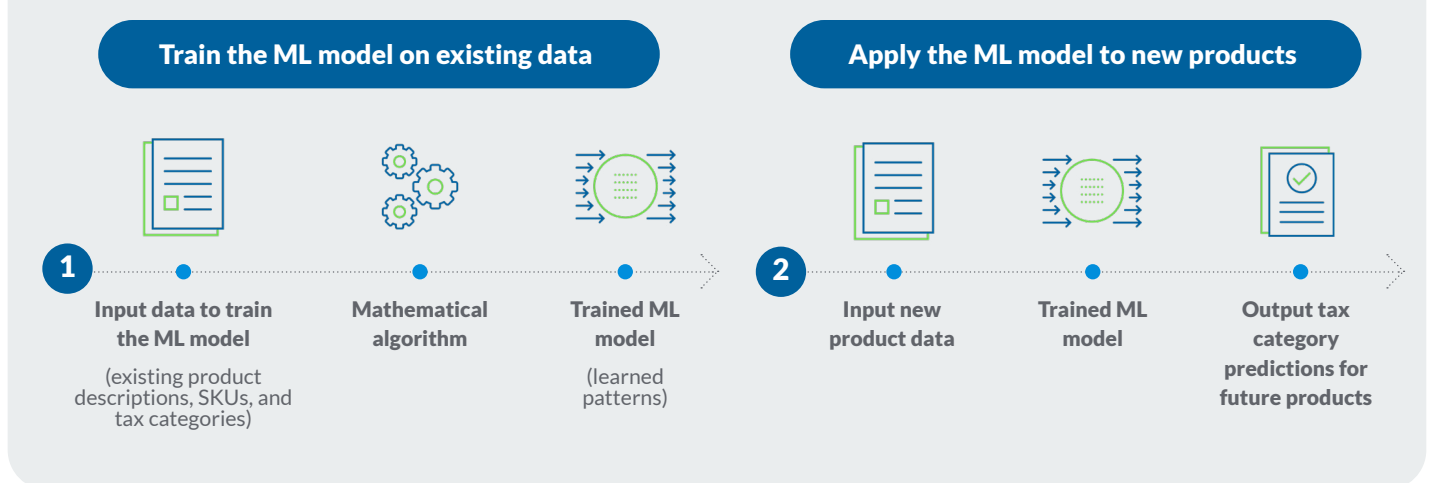 Train the ML model on existing data
1
Input data to train
the ML model
(existing product
descriptions, SKUs, and
tax categories)
Mathematical
algorithm
Trained ML
model
(learned
patterns)
Apply the ML model to new products
2
Input new
product data
Trained ML
model
Output tax
category
predictions for
future products